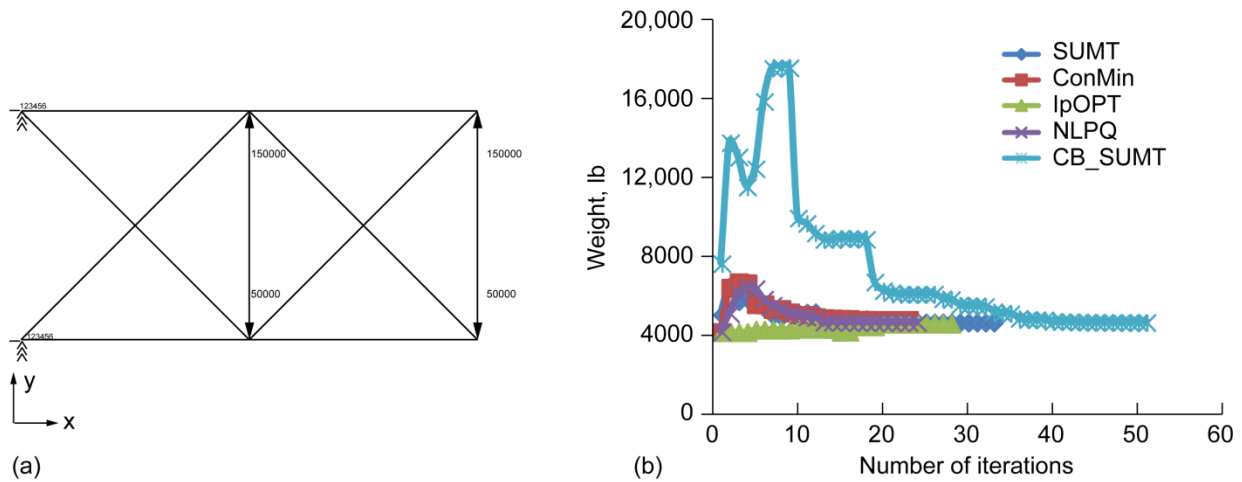 123456
150000
150000
50000
50000
123456
y
x
(a)
20,000
16,000
12,000
8000
4000
0
Weight, lb
0 10 20 30 40 50 60
Number of iterations
SUMT
ConMin
IpOPT
NLPQ
CB_SUMT
(b)